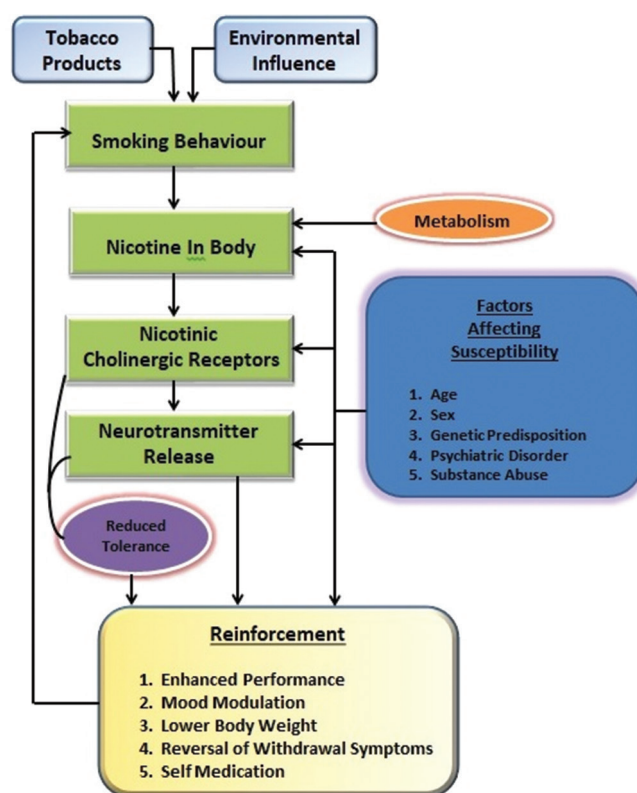 Tobacco
Products
Environmental
Influence
Smoking Behaviour
Nicotine In Body
Metabolism
Factors
Affecting
Susceptibility
1. Age
2. Sex
3. Genetic Predisposition
4. Psychiatric Disorder
5. Substance Abuse
Nicotinic
Cholinergic Receptors
Neurotransmitter
Release
Reduced
Tolerance
Reinforcement
1. Enhanced Performance
2. Mood Modulation
3. Lower Body Weight
4. Reversal of Withdrawal Symptoms
5. Self Medication